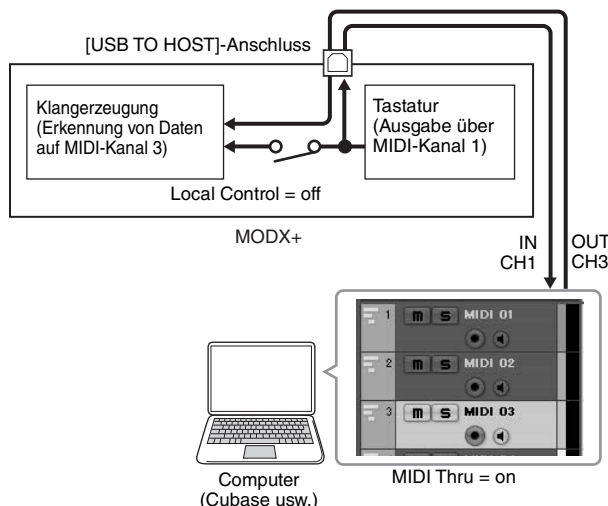 [USB TO HOST]-Anschluss
Klangerzeugung
(Erkennung von Daten
auf MIDI-Kanal 3)
Tastatur
(Ausgabe über
MIDI-Kanal 1)
Local Control = off
MODX+
IN
CH1
OUT
CH3
1 m S MIDI 01
2 m S MIDI 02
3 m S MIDI 03
Computer
(Cubase usw.)
MIDI Thru = on